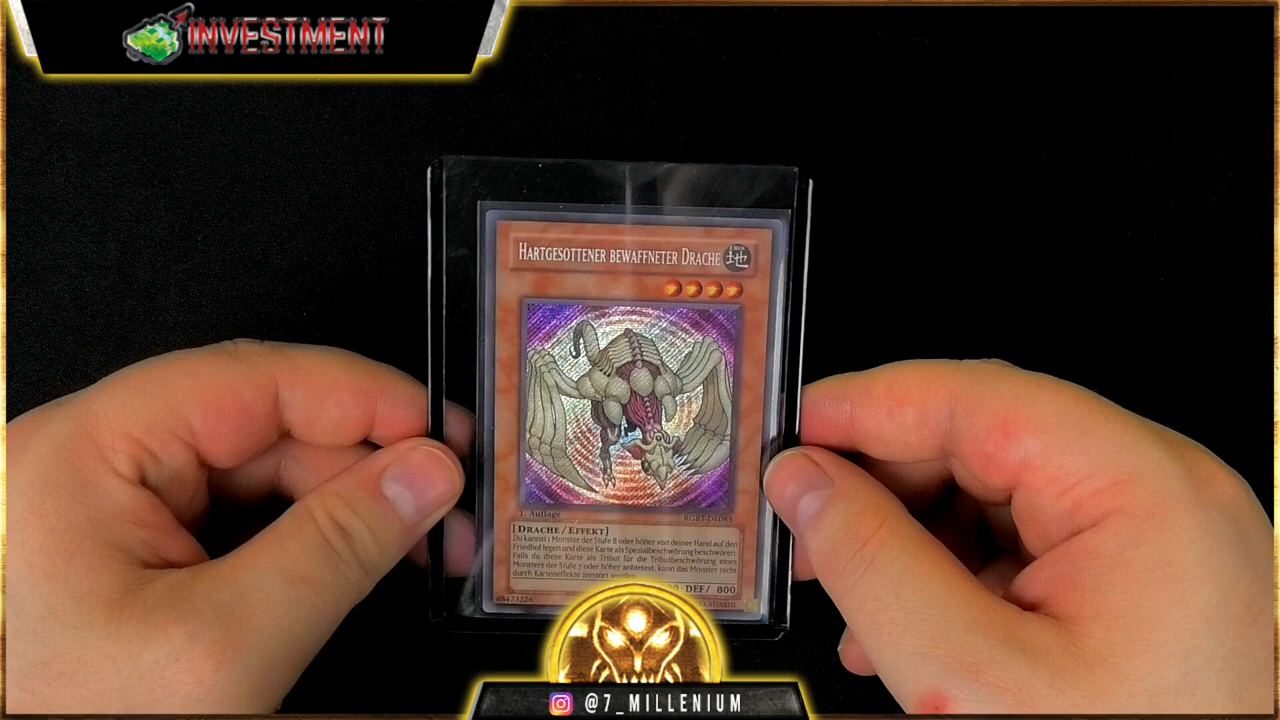 INVESTMENT
HARTGESOTTENER BEWAFFNETER DRACHE
地
1. Auflage
RGBT-DE083
[DRACHE/EFFEKT]
Du kannst 1 Monster der Stufe 8 oder höher von deiner Hand auf den
Friedhof legen und diese Karte als Spezialbeschwörung beschwören.
Falls du diese Karte als Tribut für die Tributbeschwörung eines
Monsters der Stufe 7 oder höher anbietest, kann das Monster nicht
durch Karteneffekte zerstört werden.
DEF/ 800
84473226
@7_MILLENIUM